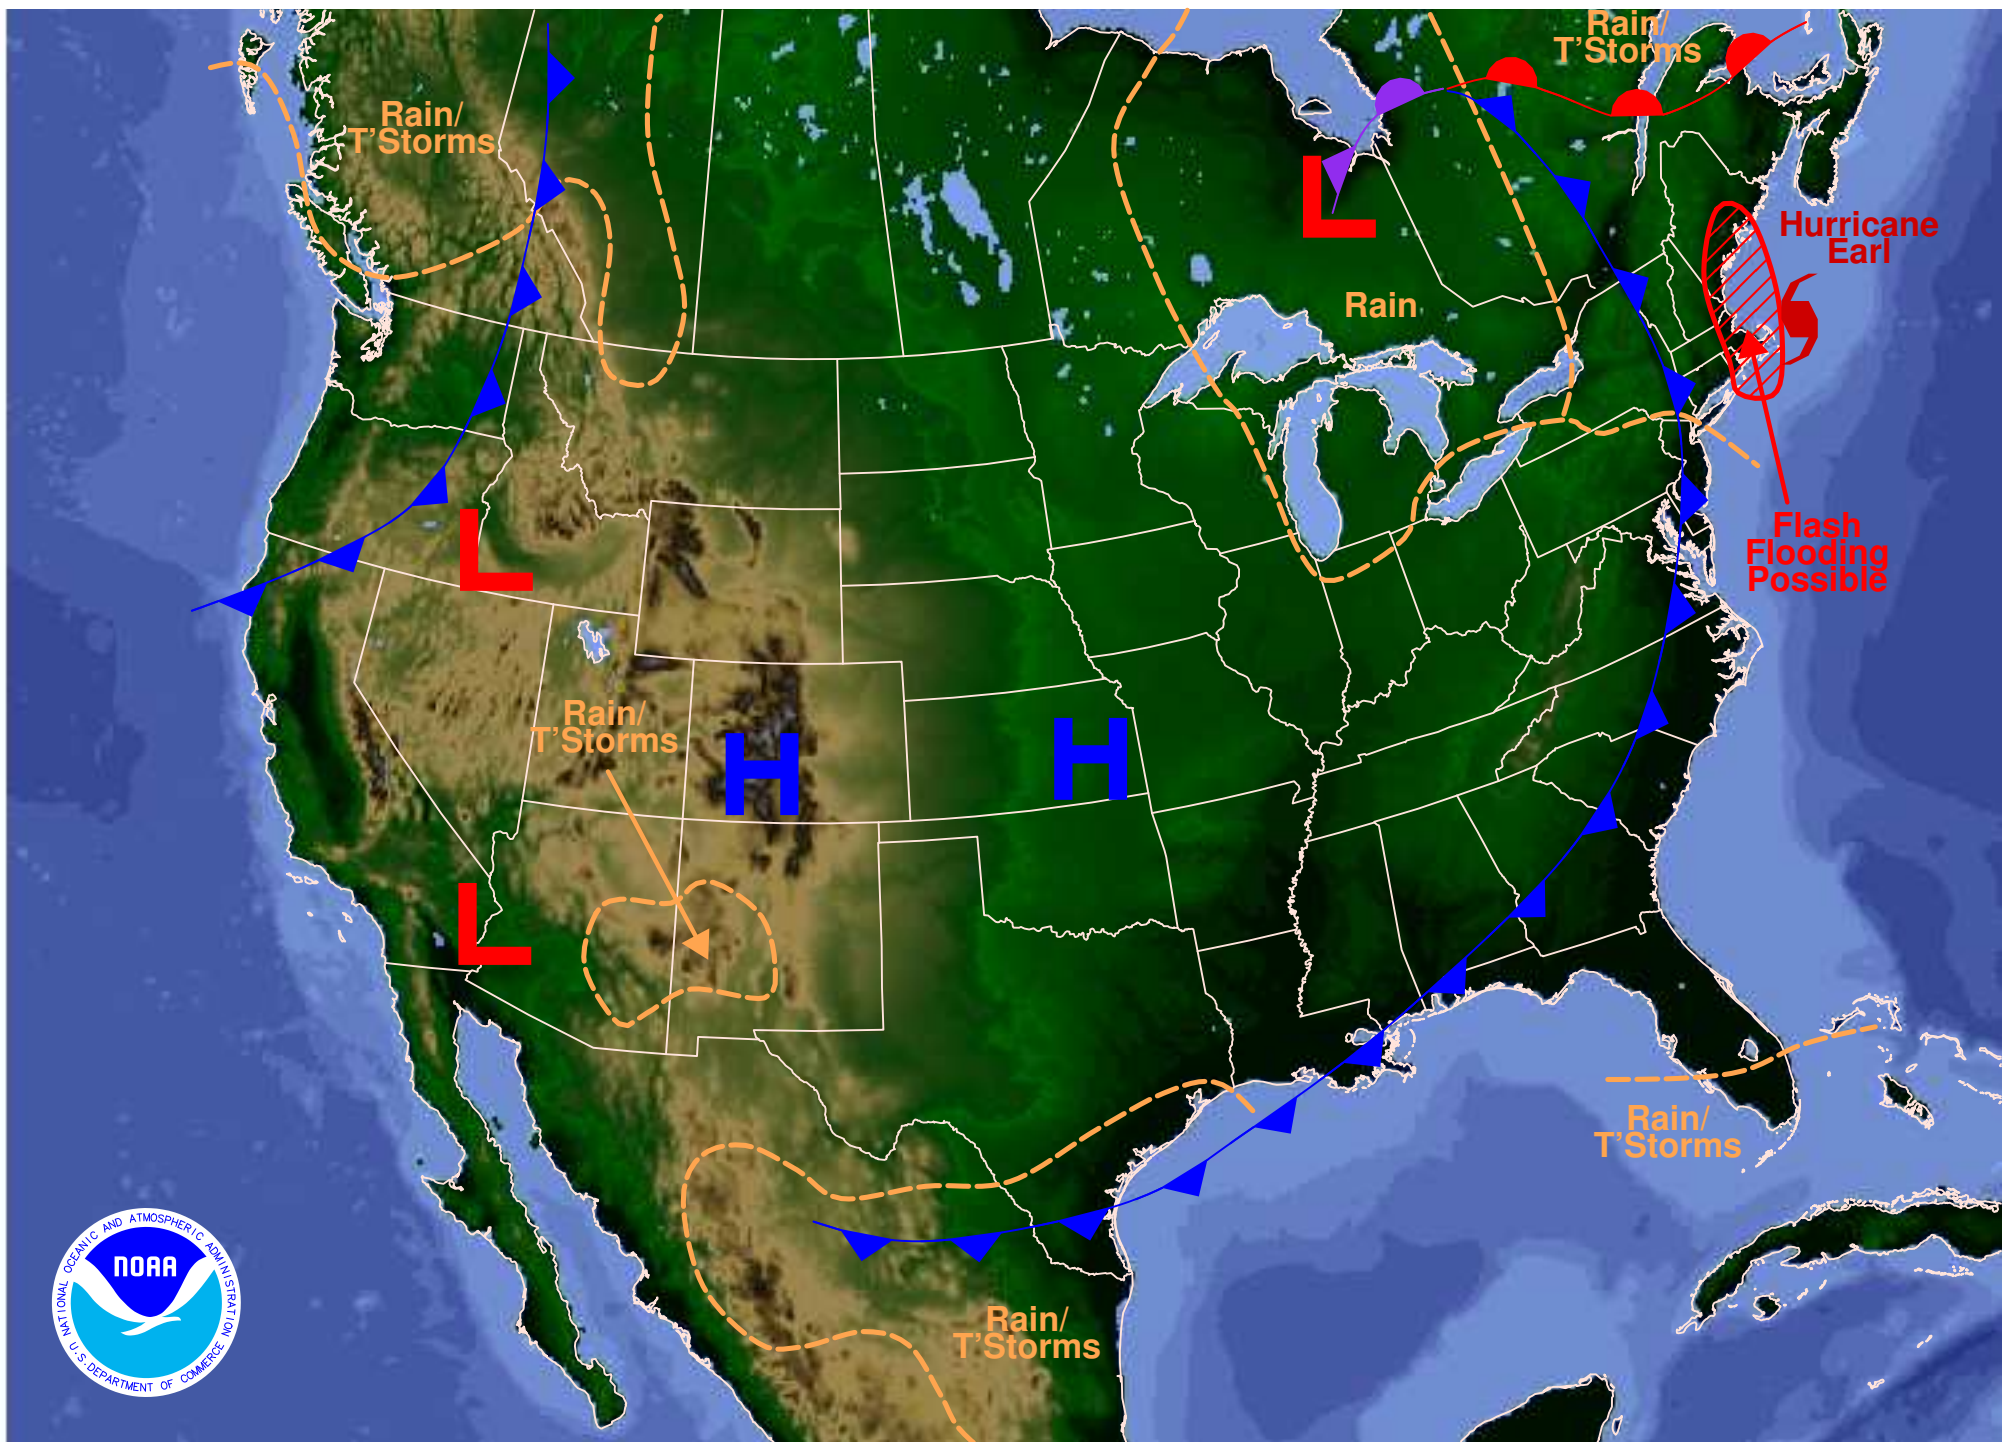 Rain/
T'Storms
Rain/
T'Storms
Hurricane
Earl
L
Rain
Flash
Flooding
Possible
L
Rain/
T'Storms
H
H
L
Rain/
T'Storms
Rain/
T'Storms
NATIONAL OCEANIC AND ATMOSPHERIC ADMINISTRATION
NOAA
U.S. DEPARTMENT OF COMMERCE